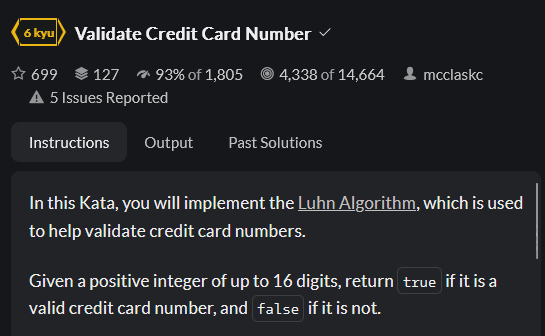 6 kyu Validate Credit Card Number
699 127 93% of 1,805 4,338 of 14,664 mcclaskc
5 Issues Reported
Instructions Output Past Solutions
In this Kata, you will implement the Luhn Algorithm, which is used
to help validate credit card numbers.
Given a positive integer of up to 16 digits, return true if it is a
valid credit card number, and false if it is not.